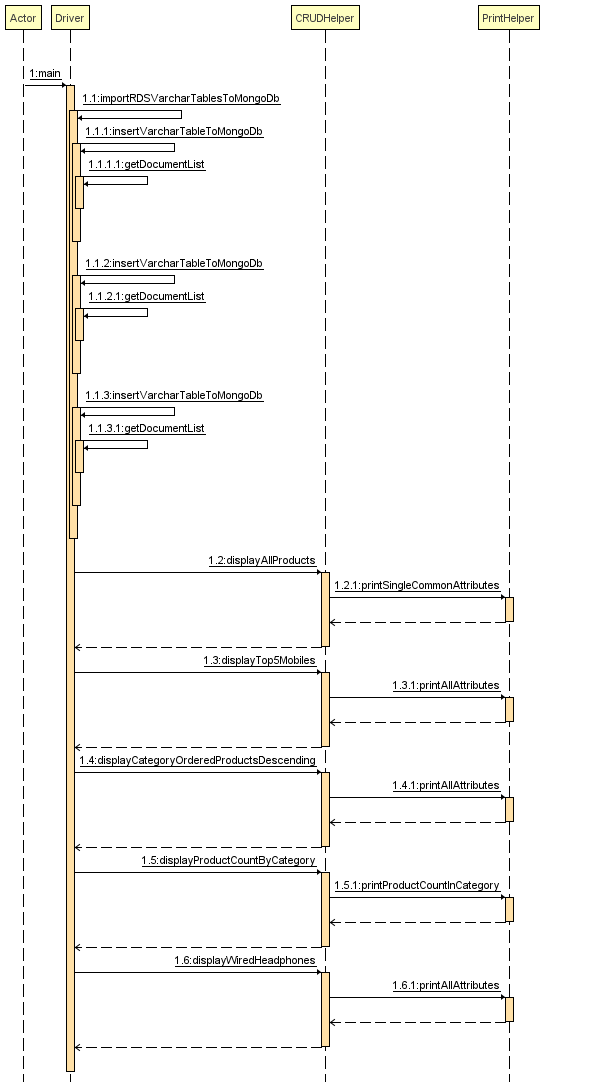 Actor
Driver
CRUDHelper
PrintHelper
1:main
1.1:importRDSVarcharTablesToMongoDb
1.1.1:insertVarcharTableToMongoDb
1.1.1.1:getDocumentList
1.1.2:insertVarcharTableToMongoDb
1.1.2.1:getDocumentList
1.1.3:insertVarcharTableToMongoDb
1.1.3.1:getDocumentList
1.2:displayAllProducts
1.2.1:printSingleCommonAttributes
1.3:displayTop5Mobiles
1.3.1:printAllAttributes
1.4:displayCategoryOrderedProductsDescending
1.4.1:printAllAttributes
1.5:displayProductCountByCategory
1.5.1:printProductCountInCategory
1.6:displayWiredHeadphones
1.6.1:printAllAttributes